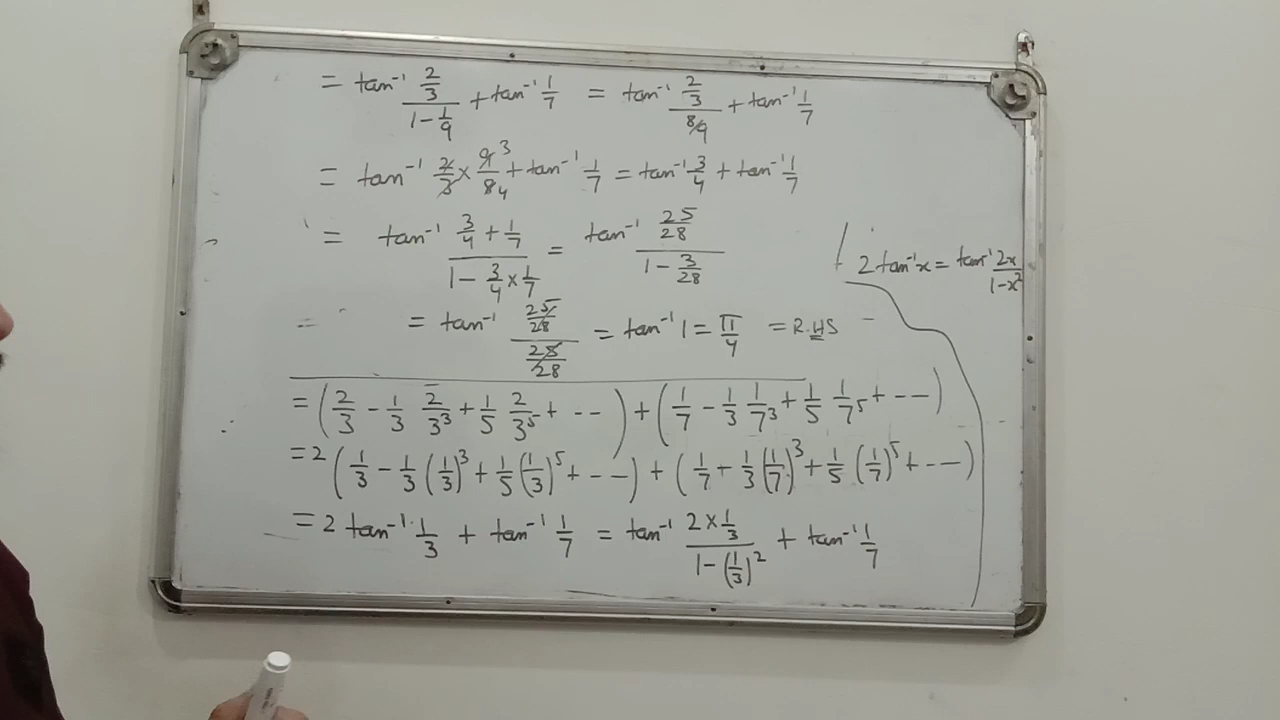 = tan⁻¹ (2/3)/(1 − 1/9) + tan⁻¹ 1/7 = tan⁻¹ (2/3)/(8/9) + tan⁻¹ 1/7
= tan⁻¹ 2/3 × 9/8 3 4 + tan⁻¹ 1/7 = tan⁻¹ 3/4 + tan⁻¹ 1/7
= tan⁻¹ (3/4 + 1/7)/(1 − 3/4 × 1/7) = tan⁻¹ (25/28)/(1 − 3/28)
2 tan⁻¹x = tan⁻¹ 2x/(1−x²)
= tan⁻¹ (25/28)/(25/28) = tan⁻¹ 1 = π/4 = R.HS
= (2/3 − 1/3 2/3³ + 1/5 2/3⁵ + --) + (1/7 − 1/3 1/7³ + 1/5 1/7⁵ + ---)
= 2 (1/3 − 1/3 (1/3)³ + 1/5 (1/3)⁵ + ---) + (1/7 + 1/3 (1/7)³ + 1/5 (1/7)⁵ + ---)
= 2 tan⁻¹ 1/3 + tan⁻¹ 1/7 = tan⁻¹ (2 × 1/3)/(1 − (1/3)²) + tan⁻¹ 1/7